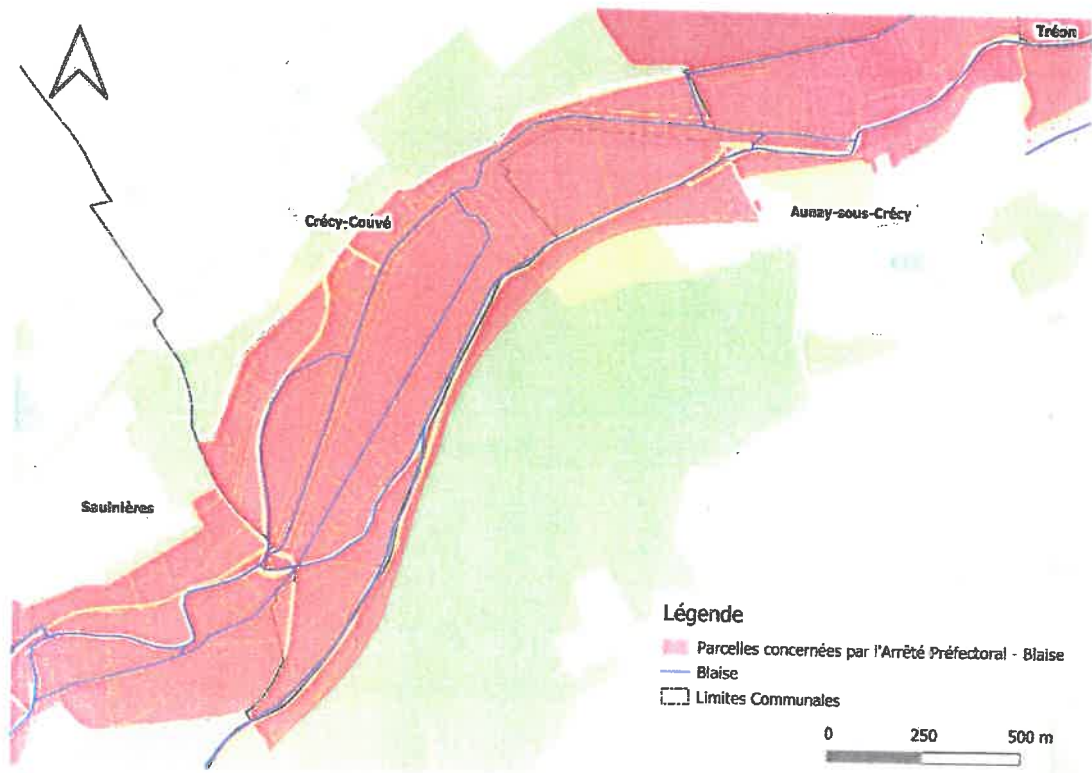 Tréon
Crécy-Couvé
Aunay-sous-Crécy
Saulnières
Légende
Parcelles concernées par l'Arrêté Préfectoral - Blaise
Blaise
Limites Communales
0 250 500 m